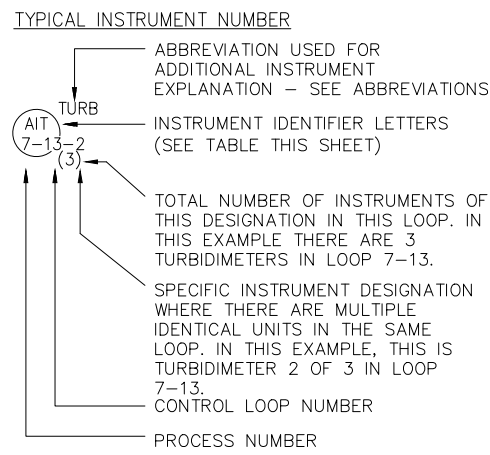 TYPICAL INSTRUMENT NUMBER
ABBREVIATION USED FOR
ADDITIONAL INSTRUMENT
EXPLANATION – SEE ABBREVIATIONS
TURB
AIT
7–13–2
(3)
INSTRUMENT IDENTIFIER LETTERS
(SEE TABLE THIS SHEET)
TOTAL NUMBER OF INSTRUMENTS OF
THIS DESIGNATION IN THIS LOOP. IN
THIS EXAMPLE THERE ARE 3
TURBIDIMETERS IN LOOP 7–13.
SPECIFIC INSTRUMENT DESIGNATION
WHERE THERE ARE MULTIPLE
IDENTICAL UNITS IN THE SAME
LOOP. IN THIS EXAMPLE, THIS IS
TURBIDIMETER 2 OF 3 IN LOOP
7–13.
CONTROL LOOP NUMBER
PROCESS NUMBER